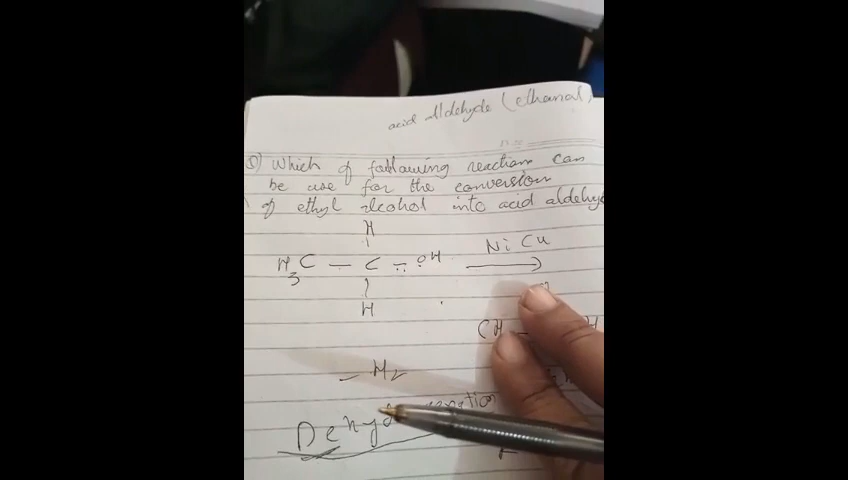 acid aldehyde (ethanal)
5) Which of following reaction can
be use for the conversion
of ethyl alcohol into acid aldehyd
H
H3C - C - OH Ni Cu
H
CH H
- H2
Dehyd